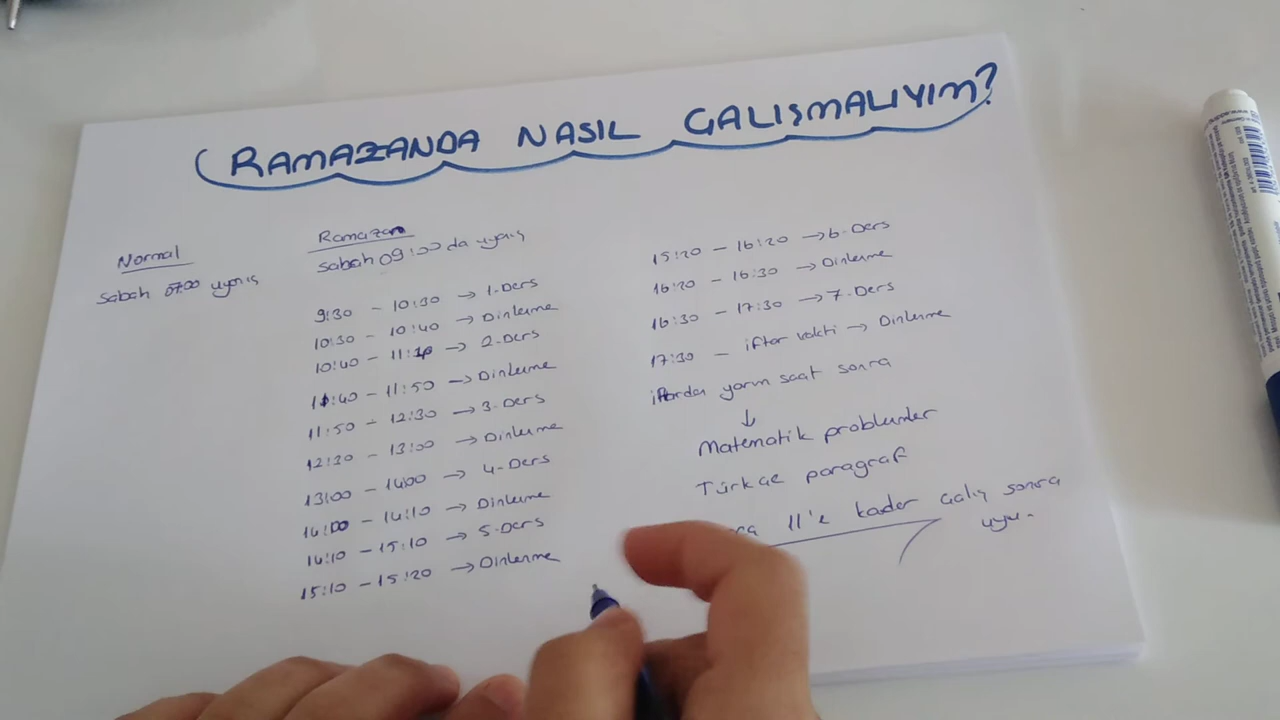 RAMAZANDA NASIL ÇALIŞMALIYIM?
Normal
Sabah 07:00 uyanış
Ramazan
Sabah 09:00 da uyanış
9:30 - 10:30 → 1.Ders
10:30 - 10:40 → Dinlenme
10:40 - → 2.Ders
11:40 - 11:50 → Dinlenme
11:50 - 12:30 → 3.Ders
12:30 - 13:00 → Dinlenme
13:00 - 14:00 → 4.Ders
14:00 - 14:10 → Dinlenme
14:10 - 15:10 → 5.Ders
15:10 - 15:20 → Dinlenme
15:20 - 16:20 → 6.Ders
16:20 - 16:30 → Dinlenme
16:30 - 17:30 → 7.Ders
17:30 - iftar vakti → Dinlenme
iftardan yarım saat sonra
↓
Matematik problemler
Türkçe paragraf
11'e kadar çalış sonra
uyu.